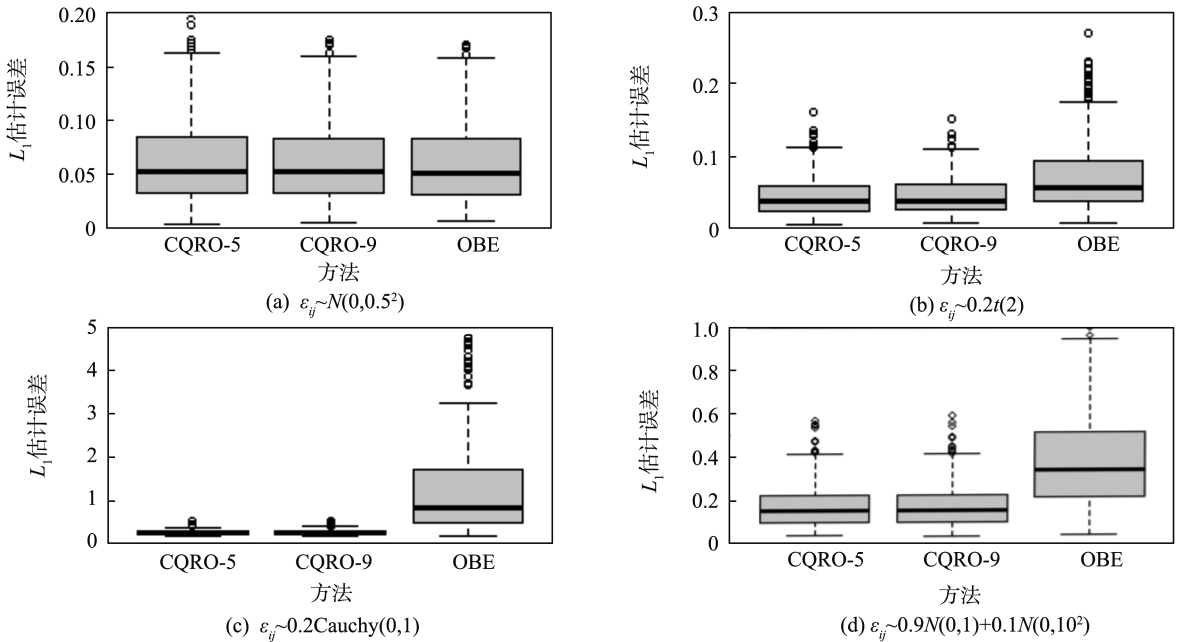 0.20
0.15
0.10
0.05
0
L₁估计误差
CQRO-5 CQRO-9 OBE
方法
(a) εᵢⱼ~N(0,0.5²)
0.3
0.2
0.1
0
L₁估计误差
CQRO-5 CQRO-9 OBE
方法
(b) εᵢⱼ~0.2t(2)
5
4
3
2
1
0
L₁估计误差
CQRO-5 CQRO-9 OBE
方法
(c) εᵢⱼ~0.2Cauchy(0,1)
1.0
0.8
0.6
0.4
0.2
0
L₁估计误差
CQRO-5 CQRO-9 OBE
方法
(d) εᵢⱼ~0.9N(0,1)+0.1N(0,10²)